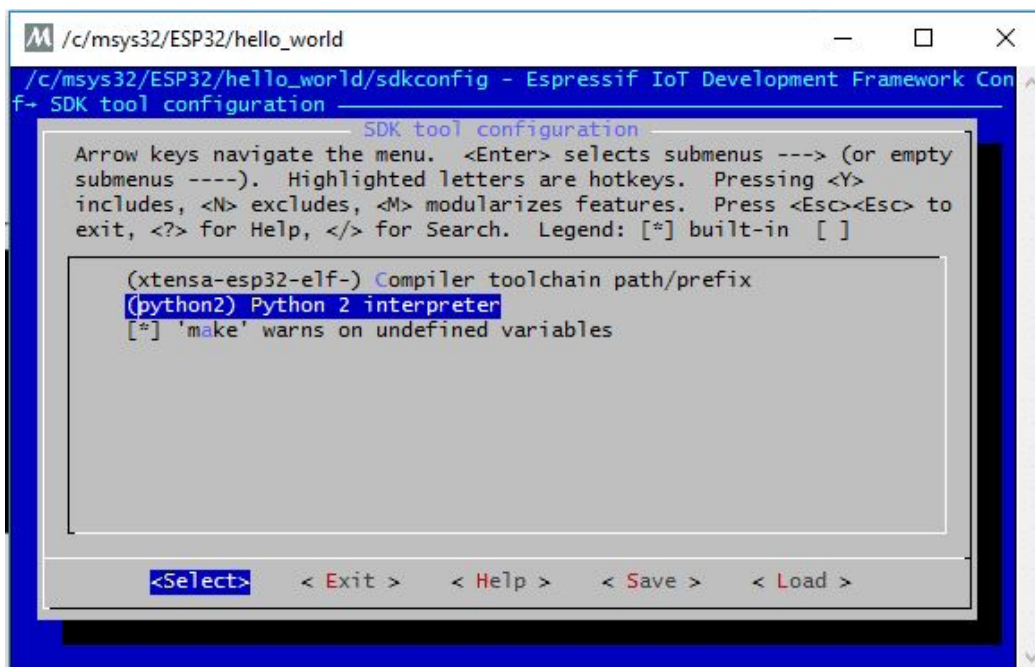 /c/msys32/ESP32/hello_world
/c/msys32/ESP32/hello_world/sdkconfig - Espressif IoT Development Framework Con
f→ SDK tool configuration
SDK tool configuration
Arrow keys navigate the menu.  <Enter> selects submenus ---> (or empty
submenus ----).  Highlighted letters are hotkeys.  Pressing <Y>
includes, <N> excludes, <M> modularizes features.  Press <Esc><Esc> to
exit, <?> for Help, </> for Search.  Legend: [*] built-in  [ ]
(xtensa-esp32-elf-) Compiler toolchain path/prefix
(python2) Python 2 interpreter
[*] 'make' warns on undefined variables
<Select>    < Exit >    < Help >    < Save >    < Load >